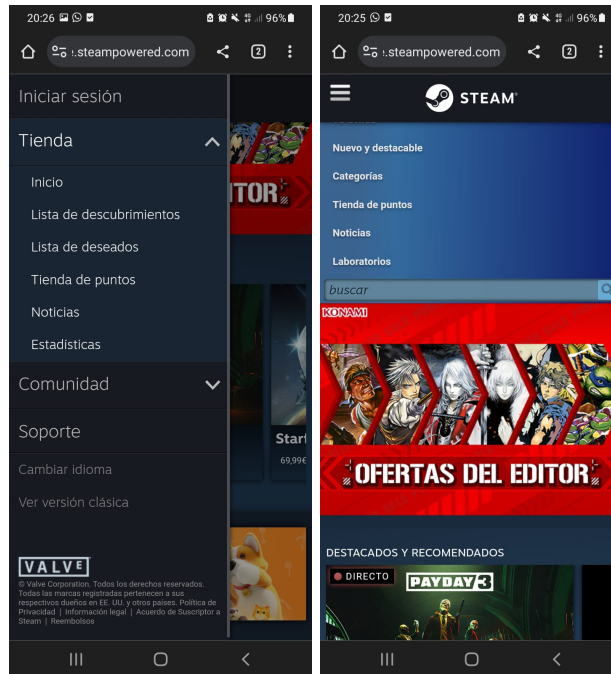 20:26
96%
:.steampowered.com
2
Iniciar sesión
Tienda
Inicio
Lista de descubrimientos
Lista de deseados
Tienda de puntos
Noticias
Estadísticas
Comunidad
Soporte
Cambiar idioma
Ver versión clásica
VALVE
© Valve Corporation. Todos los derechos reservados.
Todas las marcas registradas pertenecen a sus
respectivos dueños en EE. UU. y otros países. Política de
Privacidad | Información legal | Acuerdo de Suscriptor a
Steam | Reembolsos
TOR
Star
69,99€
20:25
96%
:.steampowered.com
2
STEAM
Nuevo y destacable
Categorías
Tienda de puntos
Noticias
Laboratorios
buscar
KONAMI
OFERTAS DEL EDITOR
DESTACADOS Y RECOMENDADOS
DIRECTO
PAYDAY 3